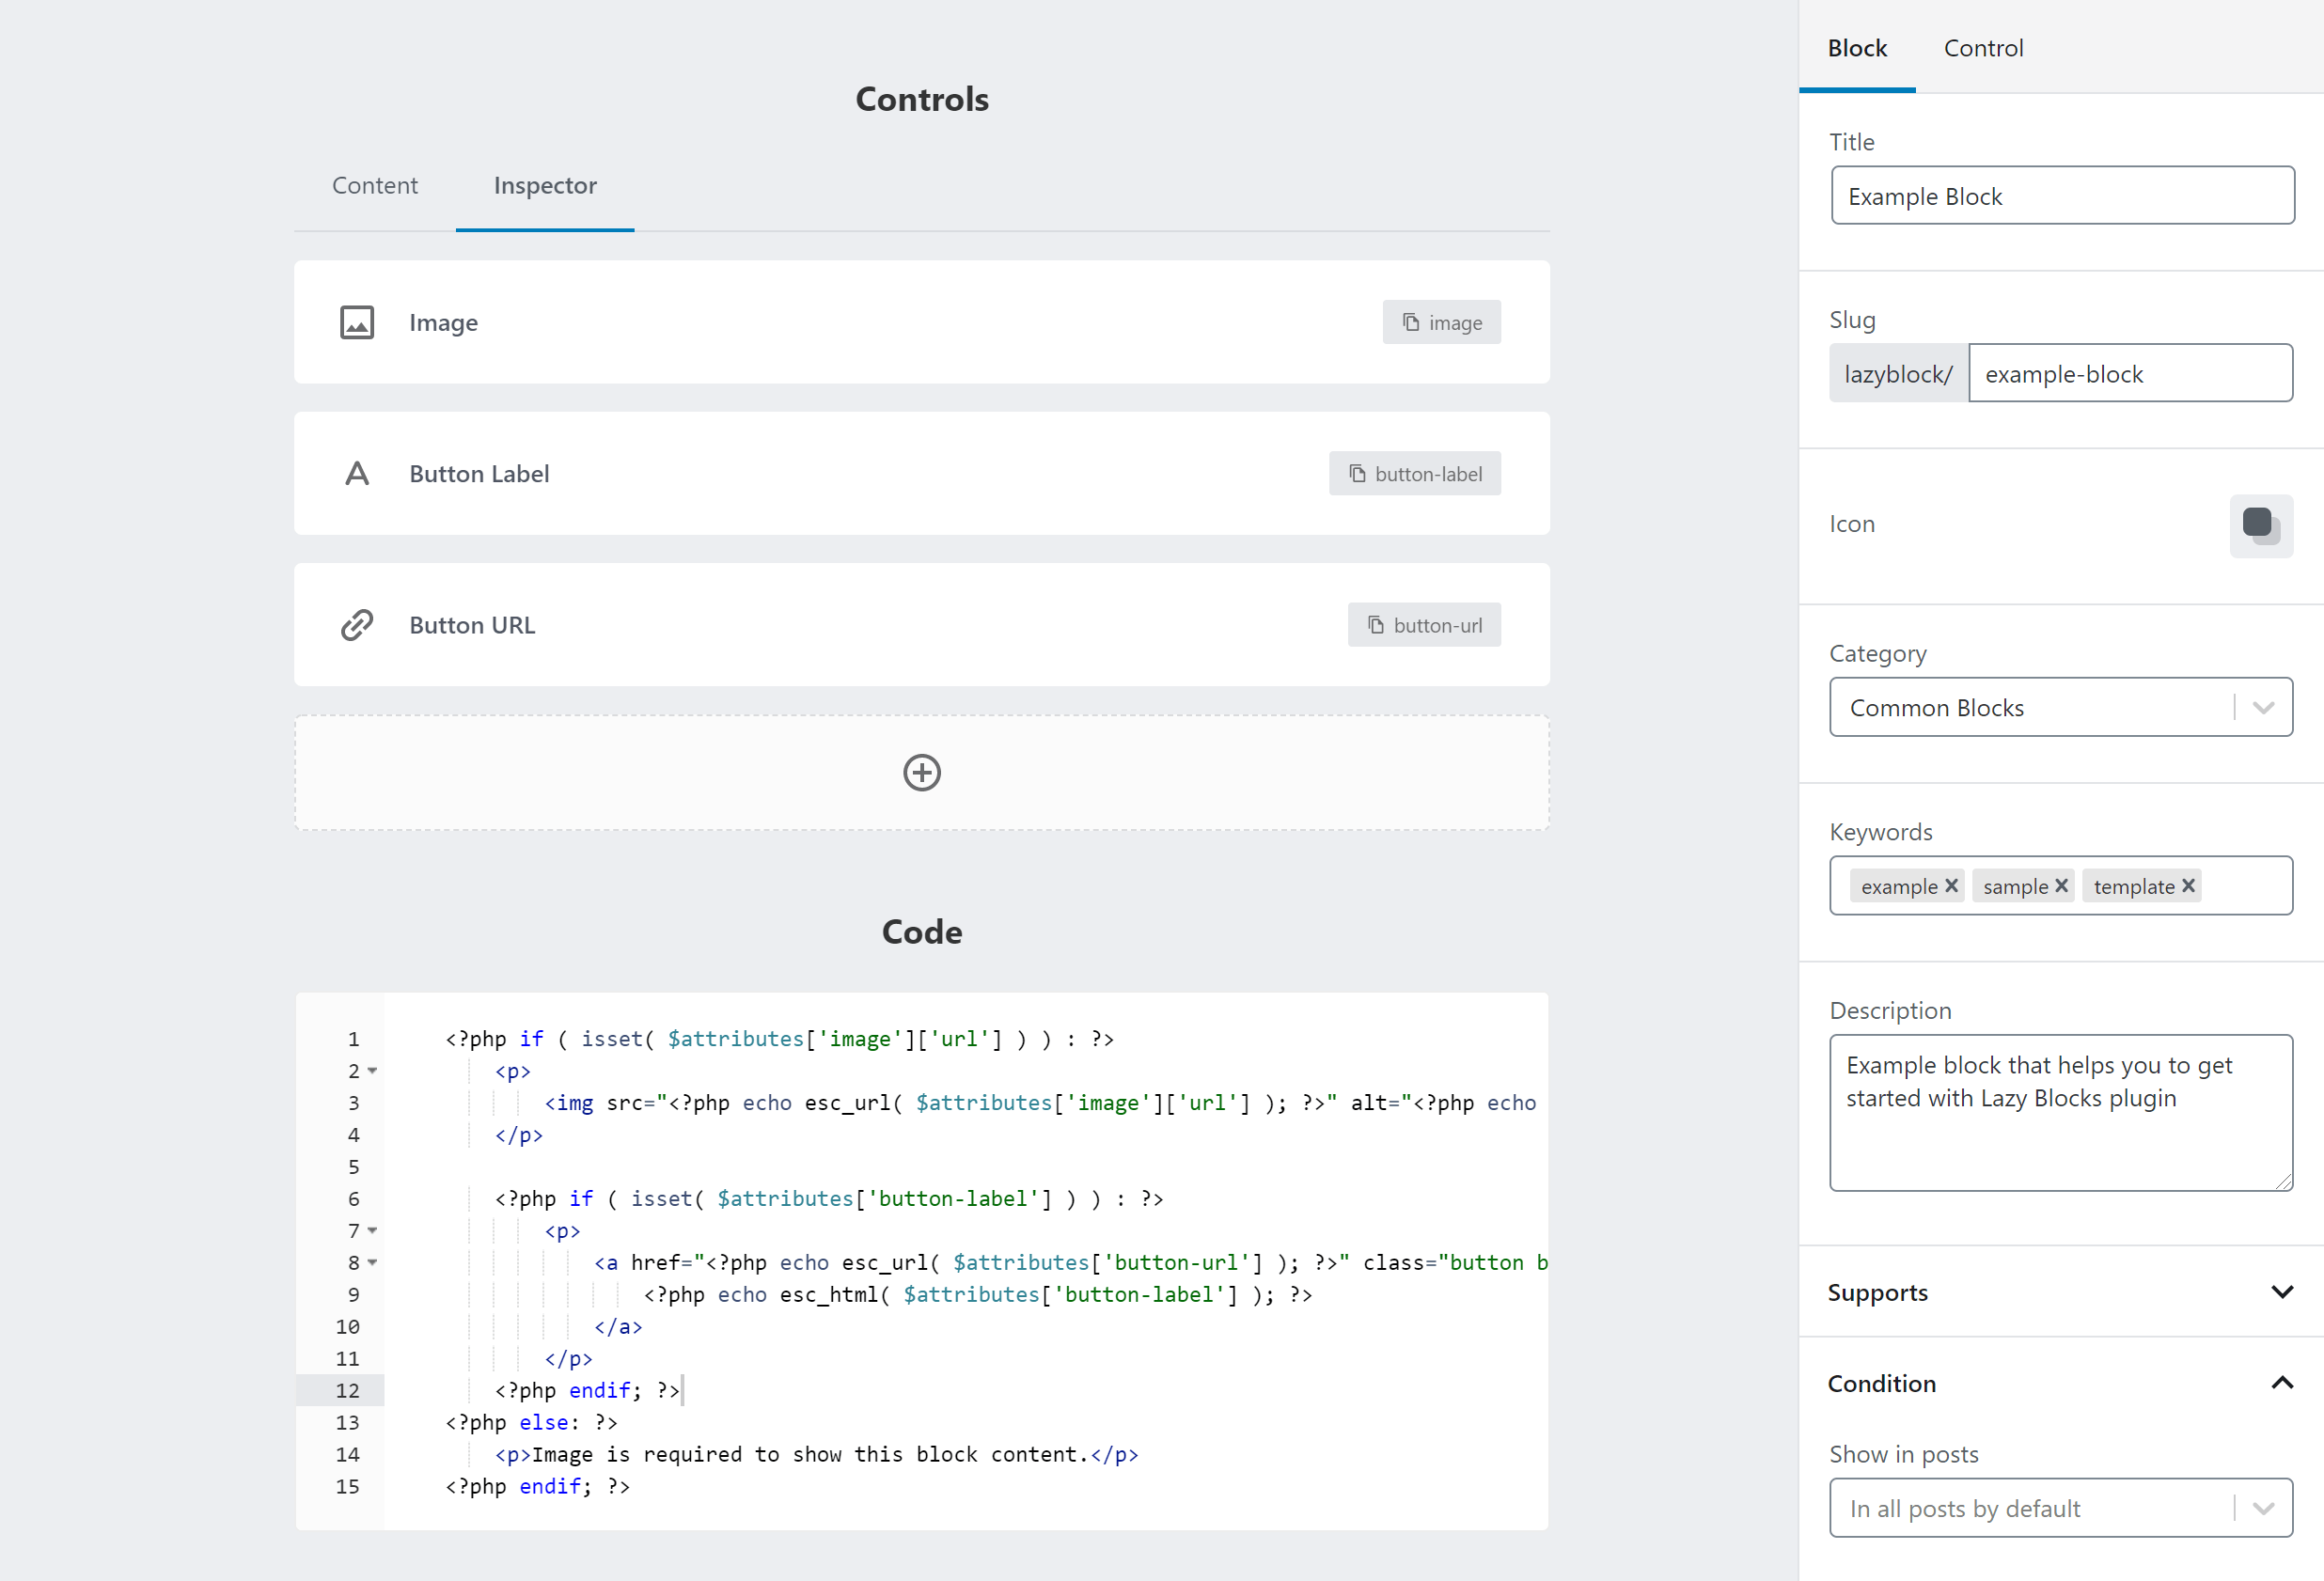 Controls
Content
Inspector
Image
image
Button Label
button-label
Button URL
button-url
Code
1 <?php if ( isset( $attributes['image']['url'] ) ) : ?>
2 <p>
3 <img src="<?php echo esc_url( $attributes['image']['url'] ); ?>" alt="<?php echo
4 </p>
5
6 <?php if ( isset( $attributes['button-label'] ) ) : ?>
7 <p>
8 <a href="<?php echo esc_url( $attributes['button-url'] ); ?>" class="button b
9 <?php echo esc_html( $attributes['button-label'] ); ?>
10 </a>
11 </p>
12 <?php endif; ?>
13 <?php else: ?>
14 <p>Image is required to show this block content.</p>
15 <?php endif; ?>
Block
Control
Title
Example Block
Slug
lazyblock/ example-block
Icon
Category
Common Blocks
Keywords
example sample template
Description
Example block that helps you to get
started with Lazy Blocks plugin
Supports
Condition
Show in posts
In all posts by default